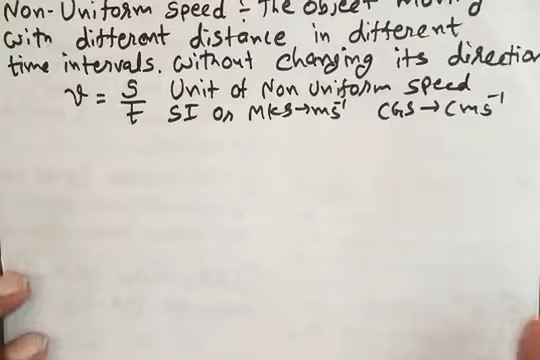 Non-Uniform speed :- The object moving
with different distance in different
time intervals. without changing its direction
v = S/t Unit of Non uniform speed
SI or MKS→ms⁻¹ CGS→Cms⁻¹